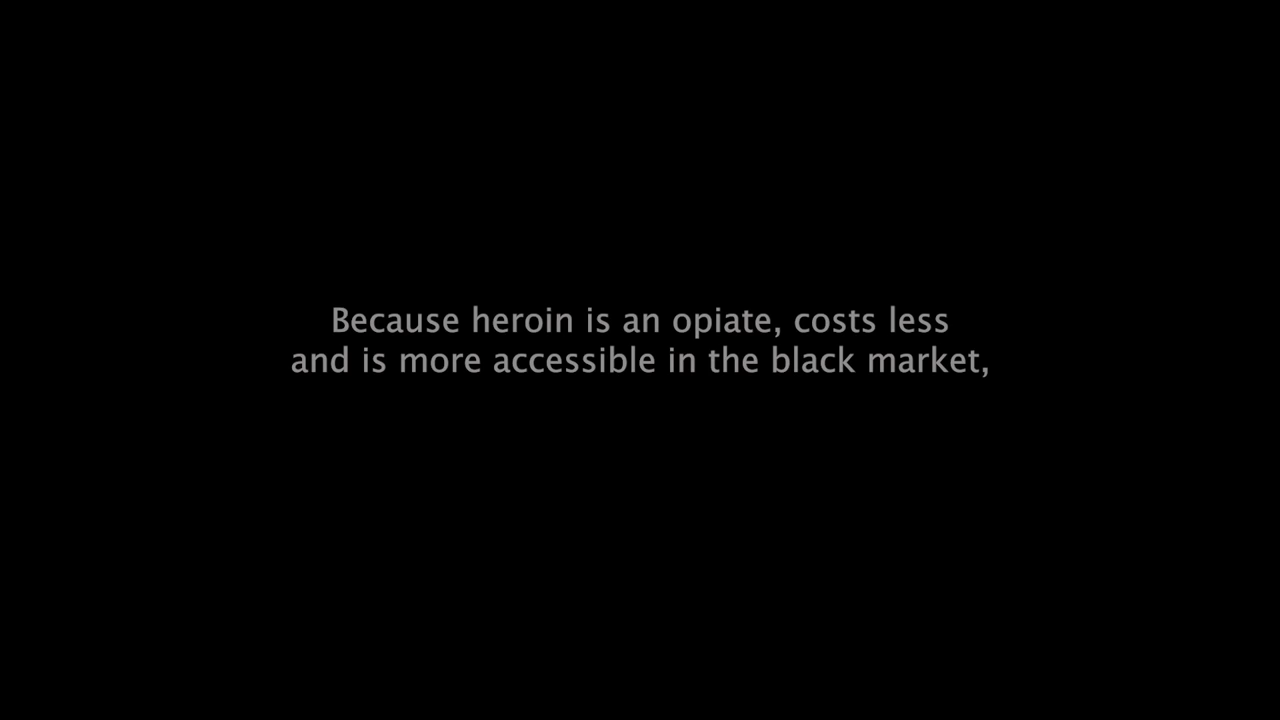 Because heroin is an opiate, costs less
and is more accessible in the black market,